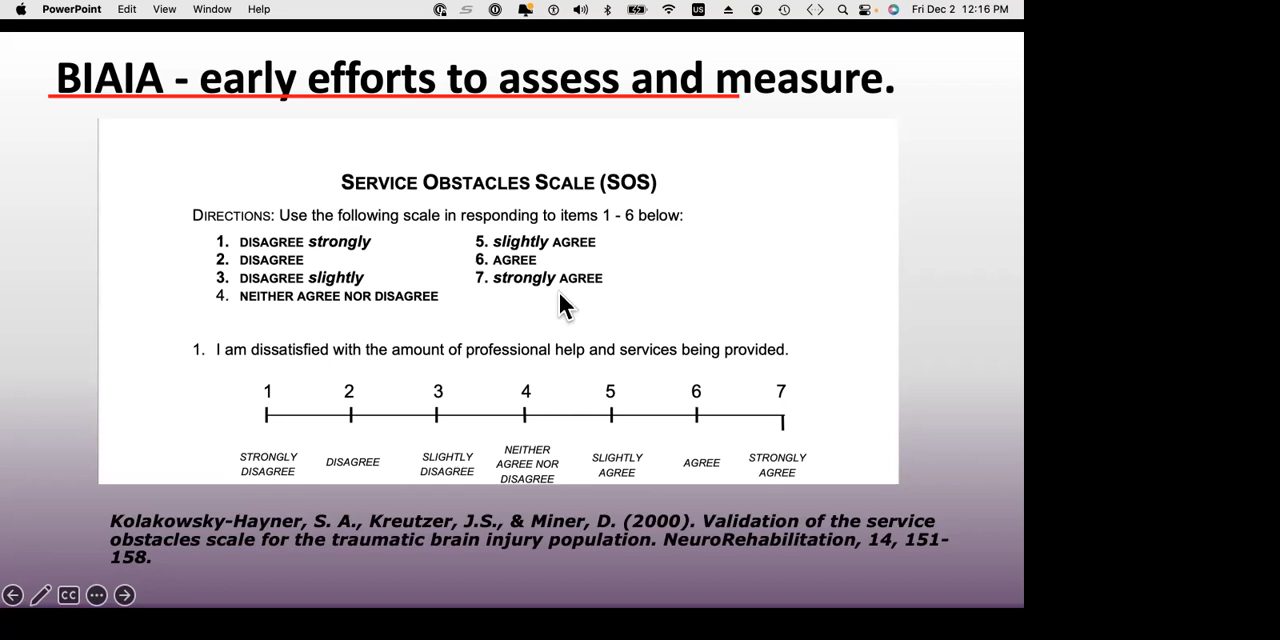 PowerPoint Edit View Window Help US Fri Dec 2 12:16 PM
BIAIA - early efforts to assess and measure.
SERVICE OBSTACLES SCALE (SOS)
DIRECTIONS: Use the following scale in responding to items 1 - 6 below:
1. DISAGREE strongly
2. DISAGREE
3. DISAGREE slightly
4. NEITHER AGREE NOR DISAGREE
5. slightly AGREE
6. AGREE
7. strongly AGREE
1. I am dissatisfied with the amount of professional help and services being provided.
1 2 3 4 5 6 7
STRONGLY DISAGREE
DISAGREE
SLIGHTLY DISAGREE
NEITHER AGREE NOR DISAGREE
SLIGHTLY AGREE
AGREE
STRONGLY AGREE
Kolakowsky-Hayner, S. A., Kreutzer, J.S., & Miner, D. (2000). Validation of the service
obstacles scale for the traumatic brain injury population. NeuroRehabilitation, 14, 151-
158.
CC